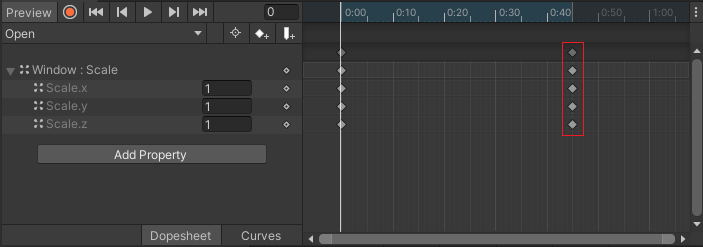 Preview 0 0:00 0:10 0:20 0:30 0:40 0:50 1:00
Open
Window : Scale
Scale.x 1
Scale.y 1
Scale.z 1
Add Property
Dopesheet Curves